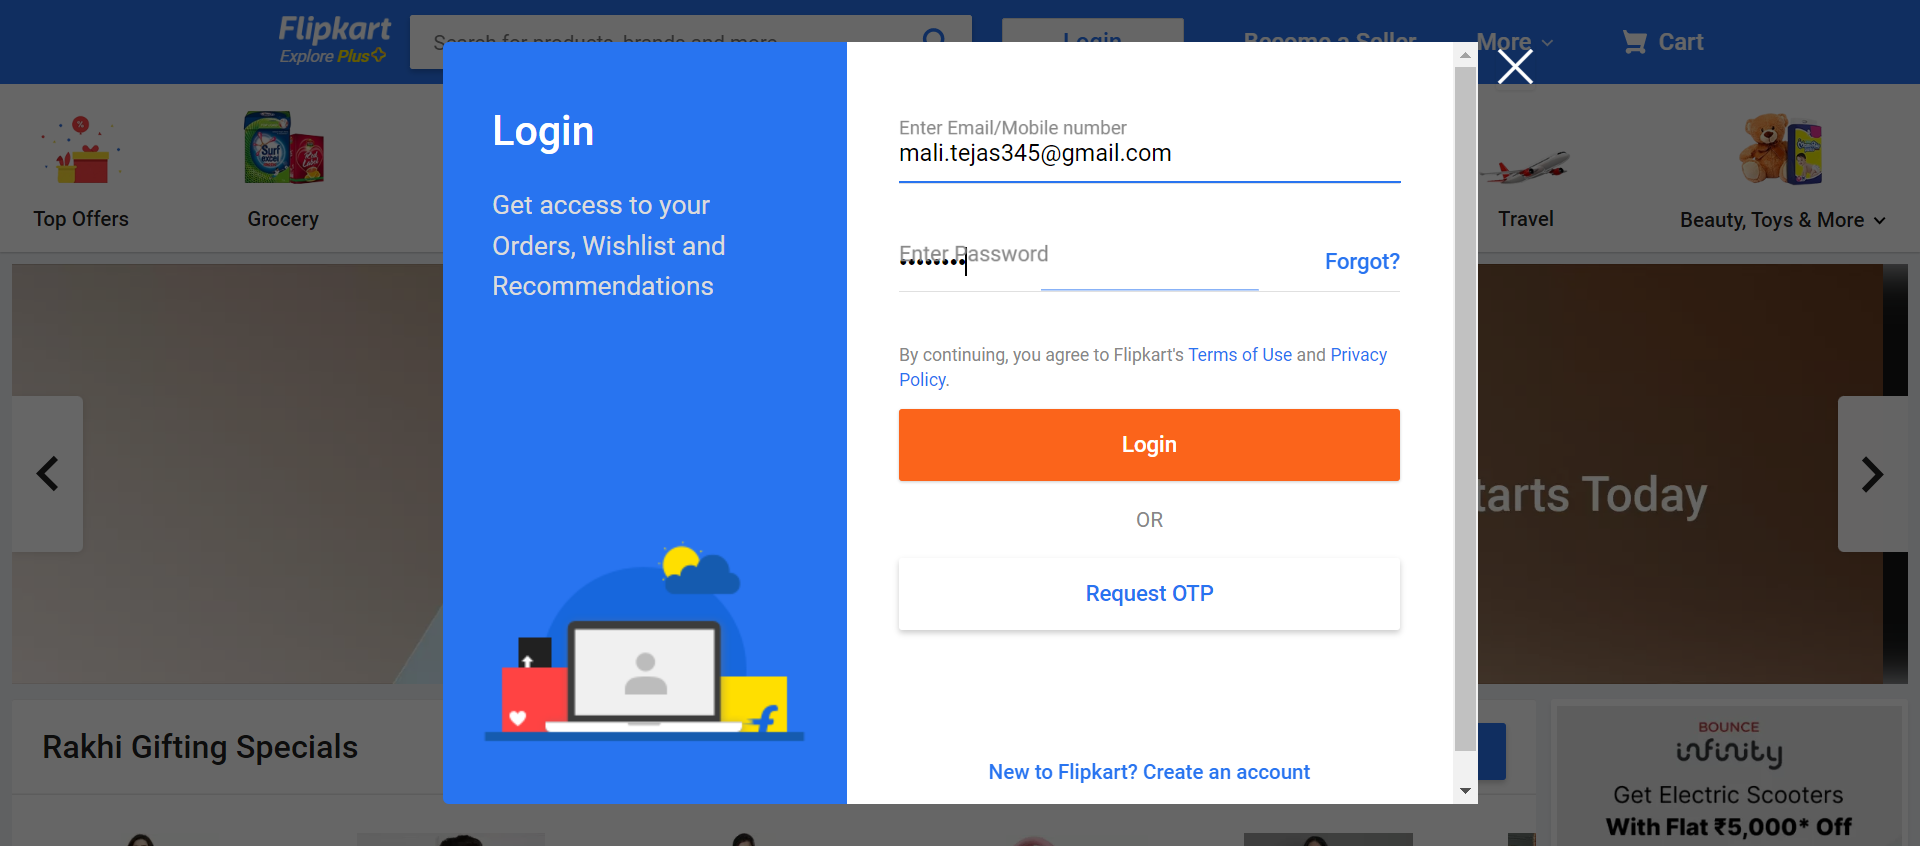 Flipkart
Explore Plus
Search for products, brands and more
Login
Become a Seller
More
Cart
Top Offers
Grocery
Travel
Beauty, Toys & More
Login
Get access to your
Orders, Wishlist and
Recommendations
Enter Email/Mobile number
mali.tejas345@gmail.com
Enter Password
Forgot?
By continuing, you agree to Flipkart's Terms of Use and Privacy
Policy.
Login
OR
Request OTP
New to Flipkart? Create an account
tarts Today
Rakhi Gifting Specials
BOUNCE
infinity
Get Electric Scooters
With Flat ₹5,000* Off